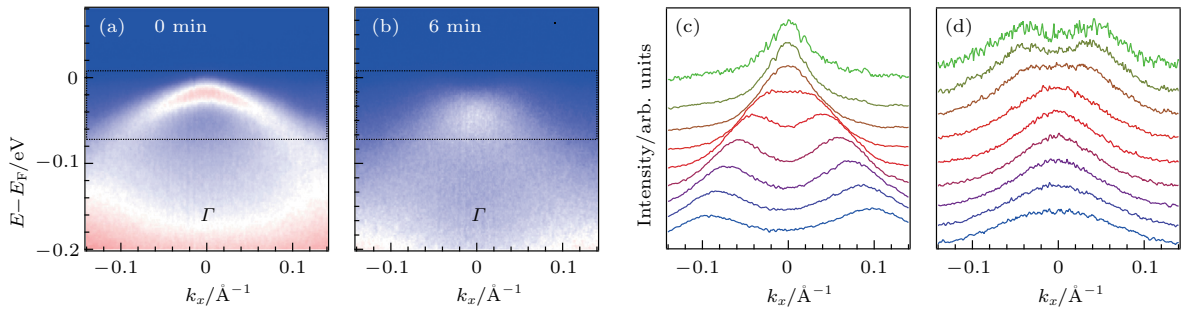 (a) 0 min
(b) 6 min
(c)
(d)
E−E_F/eV
0
−0.1
−0.2
Γ
Γ
Intensity/arb. units
−0.1 0 0.1
−0.1 0 0.1
−0.1 0 0.1
−0.1 0 0.1
k_x/Å⁻¹
k_x/Å⁻¹
k_x/Å⁻¹
k_x/Å⁻¹